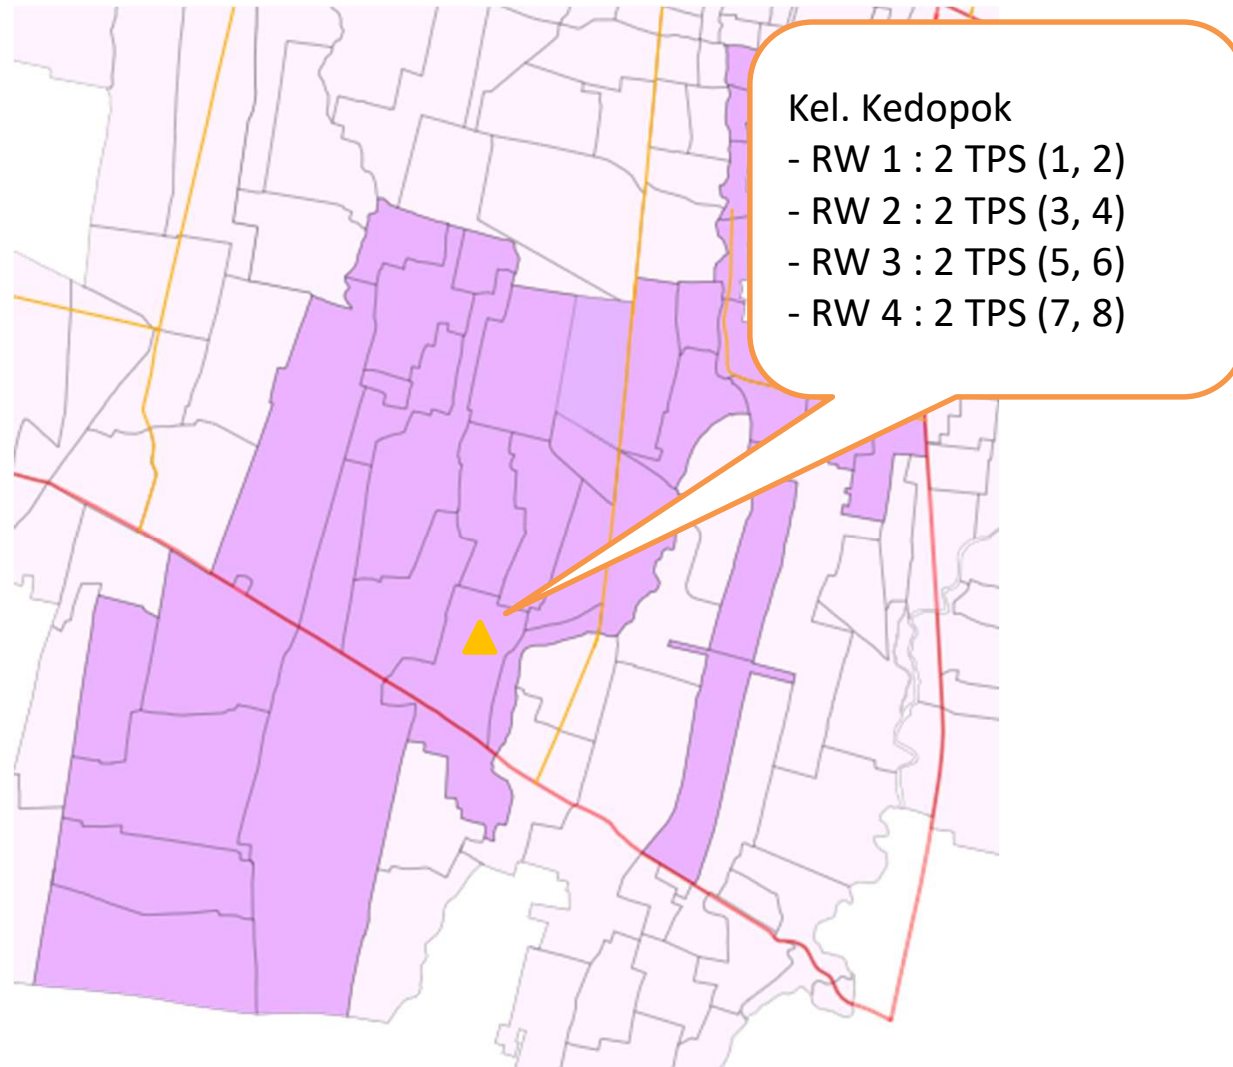 Kel. Kedopok
- RW 1 : 2 TPS (1, 2)
- RW 2 : 2 TPS (3, 4)
- RW 3 : 2 TPS (5, 6)
- RW 4 : 2 TPS (7, 8)